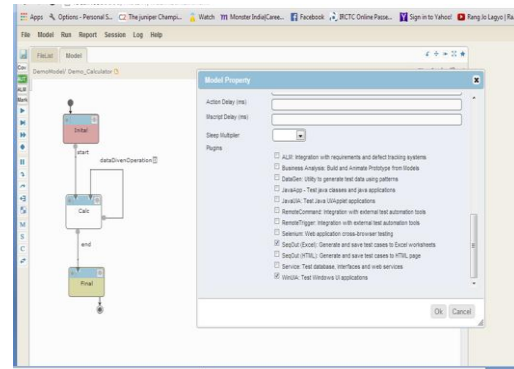 Apps Options - Personal S... The juniper Champi... Watch Monster India|Caree... Facebook IRCTC Online Passe... Sign in to Yahoo! Rang Jo Lagyo | Ra
File Model Run Report Session Log Help
FileList Model
DemoModel/ Demo_Calculator
Model Property
Action Delay (ms)
Mscript Delay (ms)
Sleep Multiplier
Plugins
ALM: Integration with requirements and defect tracking systems
Business Analysis: Build and Animate Prototype from Models
DataGen: Utility to generate test data using patterns
JavaApp - Test java classes and java applications
JavaUIA: Test Java UI/Applet applications
RemoteCommand: Integration with external test automation tools
RemoteTrigger: Integration with external test automation tools
Selenium: Web application cross-browser testing
SeqOut (Excel): Generate and save test cases to Excel worksheets
SeqOut (HTML): Generate and save test cases to HTML page
Service: Test database, interfaces and web services
WinUIA: Test Windows UI applications
Ok Cancel
Initial
start
dataDivenOperation
Calc
end
Final
M
S
C